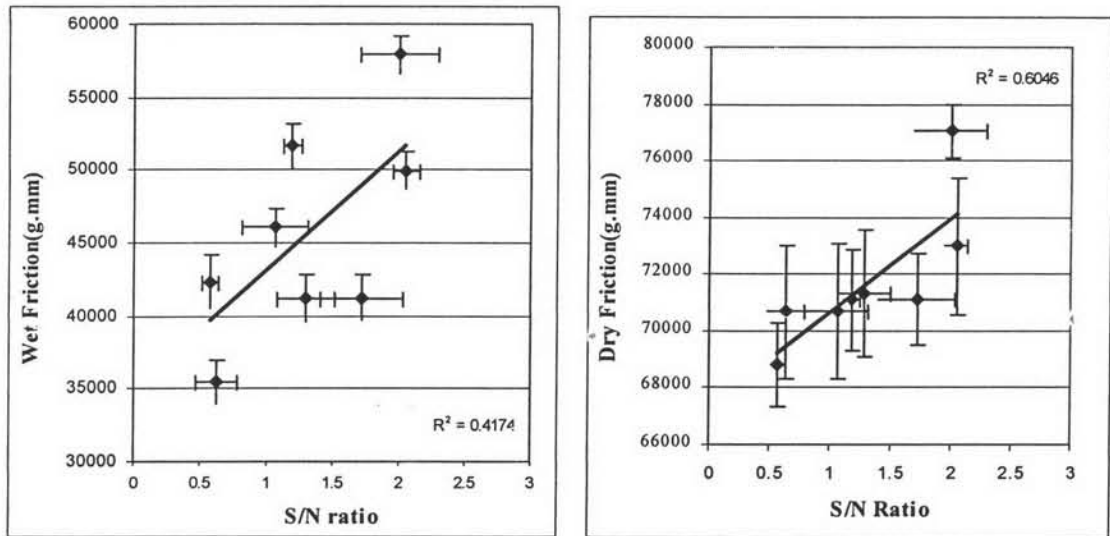 60000
55000
50000
45000
40000
35000
30000
Wet Friction(g.mm)
R² = 0.4174
0 0.5 1 1.5 2 2.5 3
S/N ratio
80000
78000
76000
74000
72000
70000
68000
66000
Dry Friction(g.mm)
R² = 0.6046
0 0.5 1 1.5 2 2.5 3
S/N Ratio